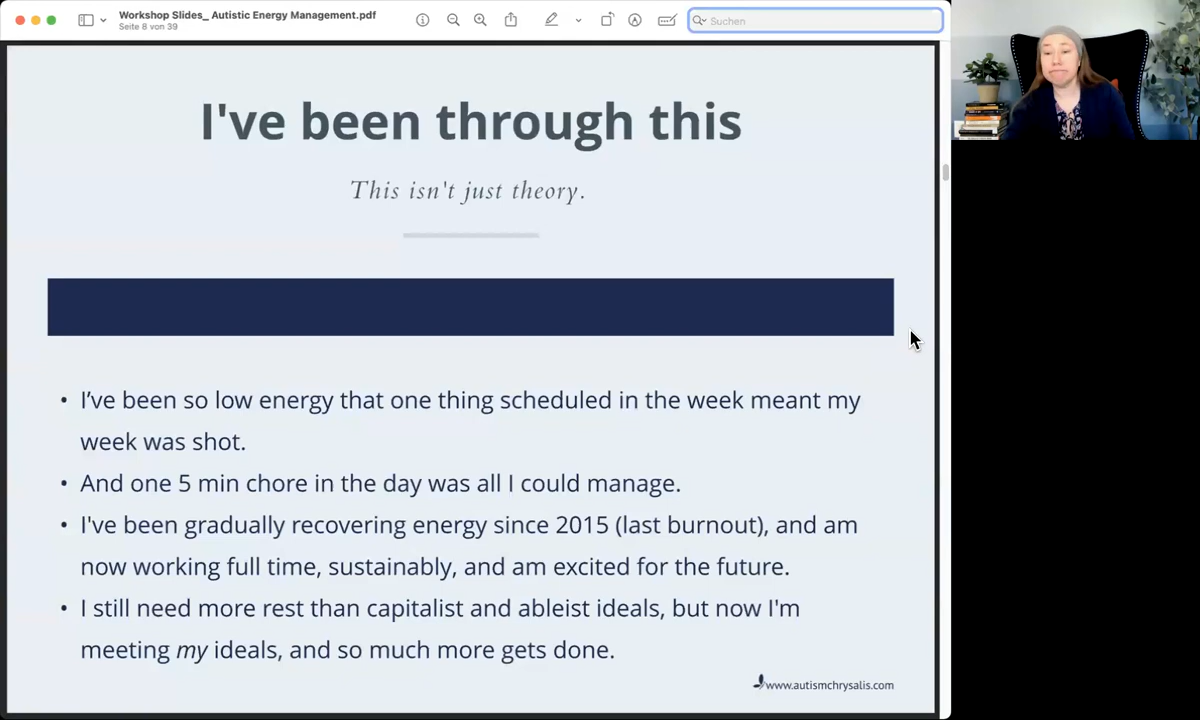 Workshop Slides_ Autistic Energy Management.pdf
Seite 8 von 39
Suchen
I've been through this
This isn't just theory.
• I’ve been so low energy that one thing scheduled in the week meant my
week was shot.
• And one 5 min chore in the day was all I could manage.
• I've been gradually recovering energy since 2015 (last burnout), and am
now working full time, sustainably, and am excited for the future.
• I still need more rest than capitalist and ableist ideals, but now I'm
meeting my ideals, and so much more gets done.
www.autismchrysalis.com